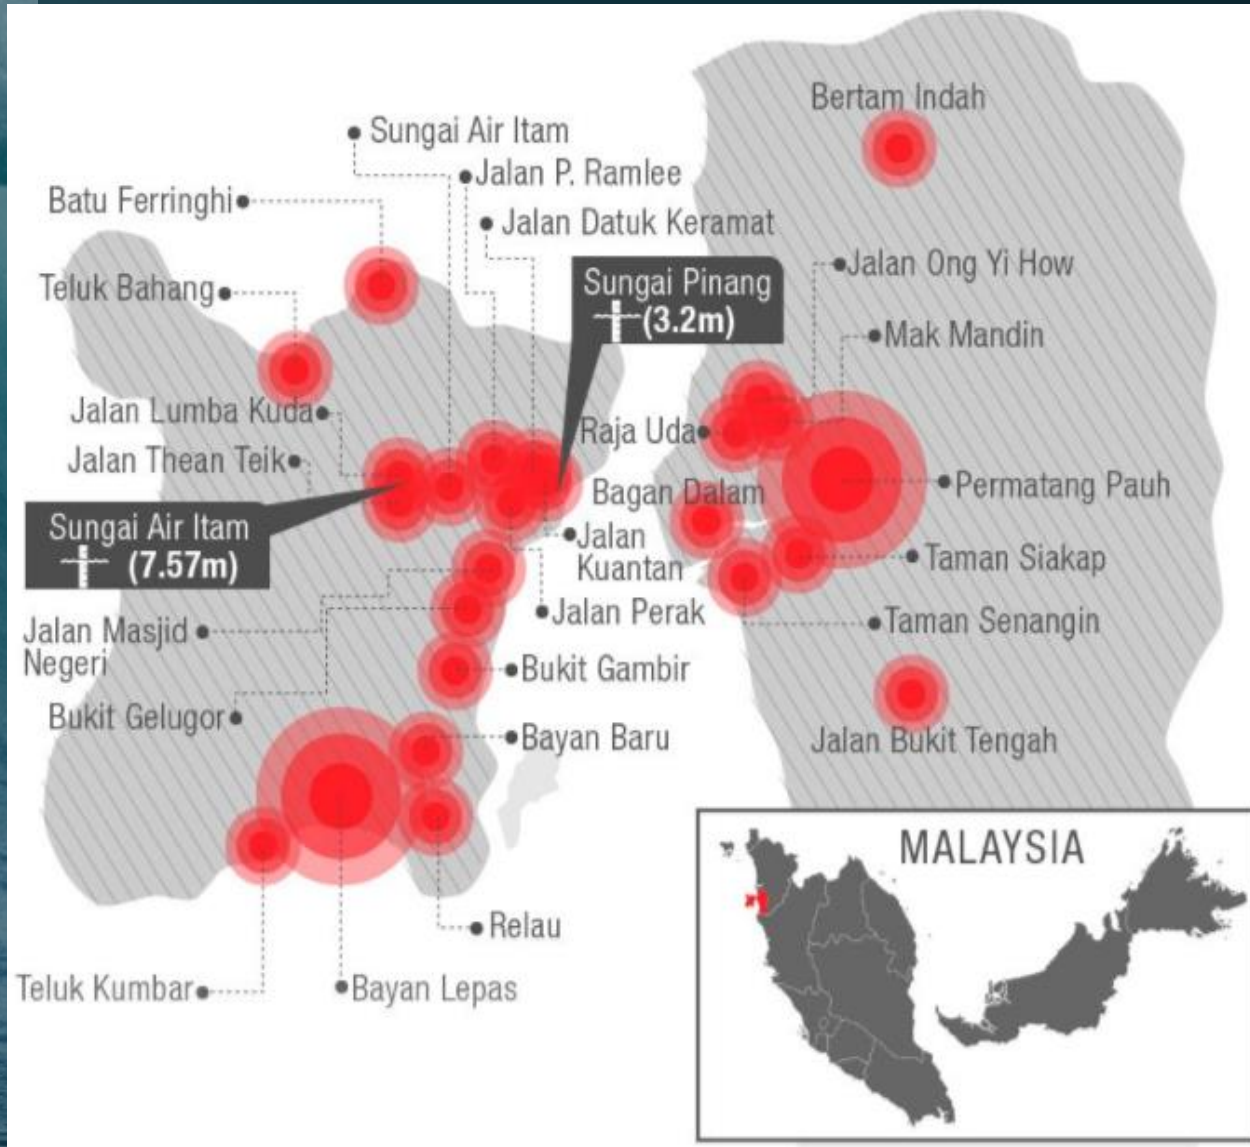 Bertam Indah
Sungai Air Itam
Jalan P. Ramlee
Batu Ferringhi
Jalan Datuk Keramat
Jalan Ong Yi How
Sungai Pinang
(3.2m)
Teluk Bahang
Mak Mandin
Jalan Lumba Kuda
Raja Uda
Jalan Thean Teik
Bagan Dalam
Permatang Pauh
Sungai Air Itam
(7.57m)
Jalan
Kuantan
Taman Siakap
Jalan Perak
Taman Senangin
Jalan Masjid
Negeri
Bukit Gambir
Bukit Gelugor
Bayan Baru
Jalan Bukit Tengah
MALAYSIA
Relau
Teluk Kumbar
Bayan Lepas